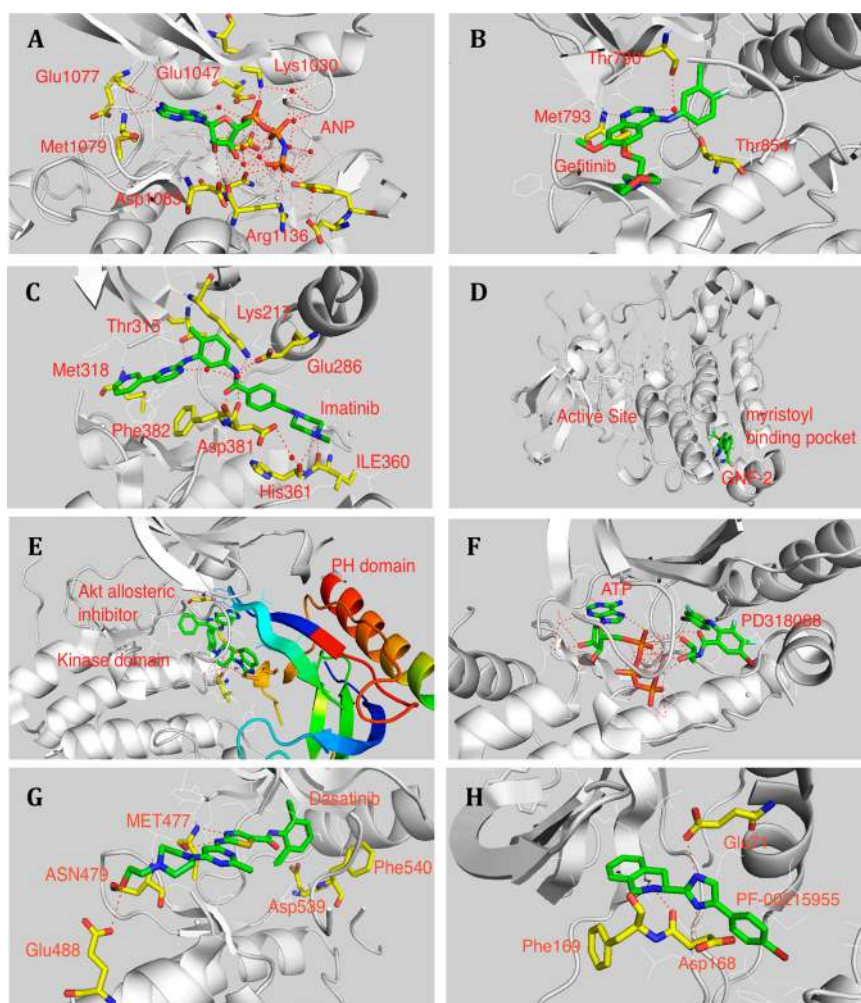 A
Glu1077
Glu1047
Lys1030
ANP
Met1079
Asp1083
Arg1136
B
Thr790
Met793
Thr854
Gefitinib
C
Lys217
Thr315
Met318
Glu286
Imatinib
Phe382
Asp381
ILE360
His361
D
Active Site
myristoyl
binding pocket
GNF-2
E
PH domain
Akt allosteric
inhibitor
Kinase domain
F
ATP
PD318088
G
Dasatinib
MET477
ASN479
Phe540
Asp539
Glu488
H
Glu71
PF-00215955
Phe169
Asp168